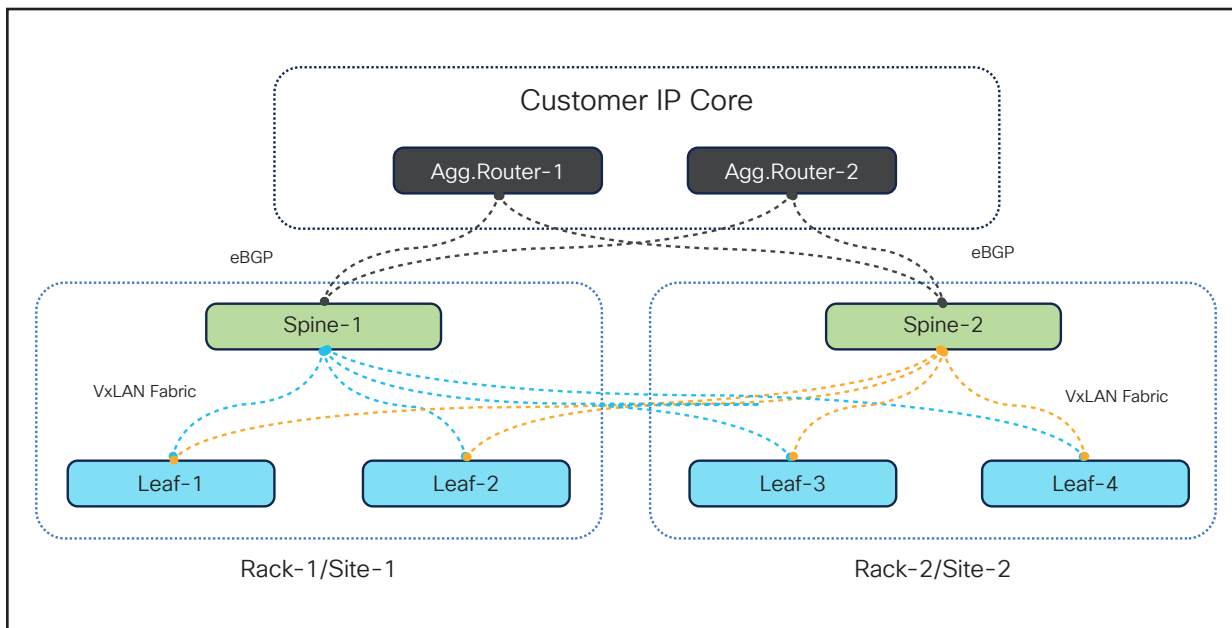 Customer IP Core
Agg.Router-1
Agg.Router-2
eBGP
eBGP
Spine-1
Spine-2
VxLAN Fabric
VxLAN Fabric
Leaf-1
Leaf-2
Leaf-3
Leaf-4
Rack-1/Site-1
Rack-2/Site-2